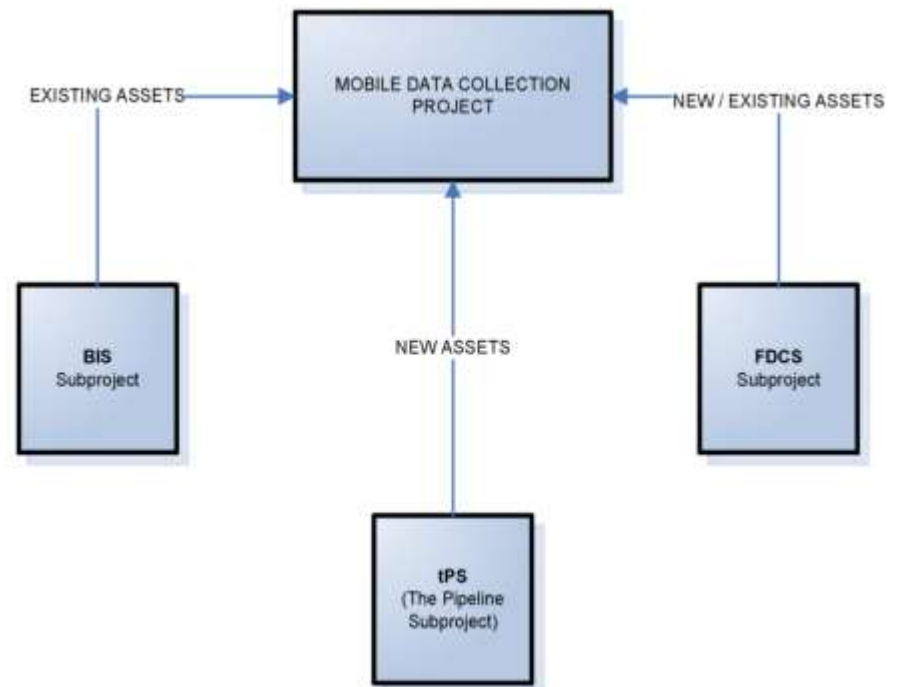 MOBILE DATA COLLECTION
PROJECT
EXISTING ASSETS
NEW / EXISTING ASSETS
BIS
Subproject
NEW ASSETS
FDCS
Subproject
tPS
(The Pipeline
Subproject)